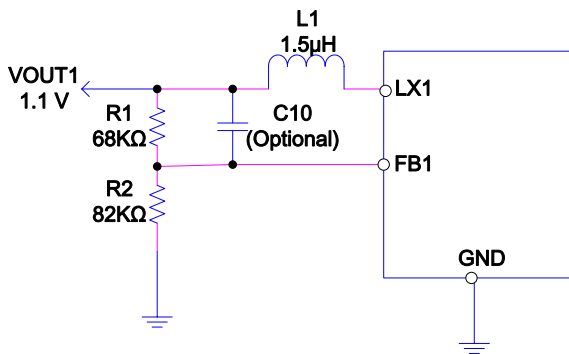 L1
1.5µH
VOUT1
1.1 V
LX1
R1
68KΩ
C10
(Optional)
FB1
R2
82KΩ
GND